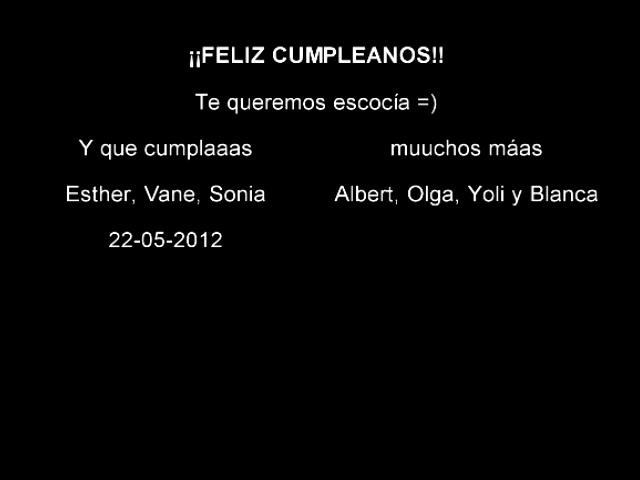 ¡¡FELIZ CUMPLEANOS!!
Te queremos escocía =)
Y que cumplaaas muuchos máas
Esther, Vane, Sonia Albert, Olga, Yoli y Blanca
22-05-2012